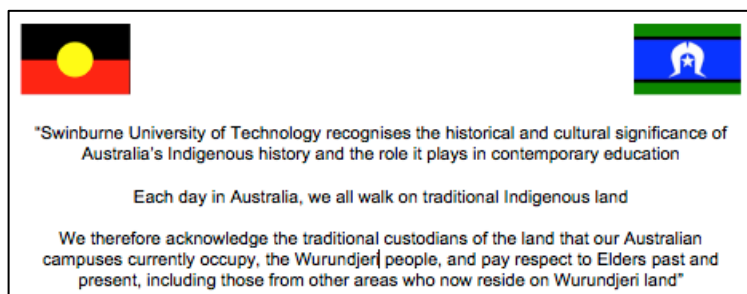 "Swinburne University of Technology recognises the historical and cultural significance of
Australia's Indigenous history and the role it plays in contemporary education
Each day in Australia, we all walk on traditional Indigenous land
We therefore acknowledge the traditional custodians of the land that our Australian
campuses currently occupy, the Wurundjeri people, and pay respect to Elders past and
present, including those from other areas who now reside on Wurundjeri land"